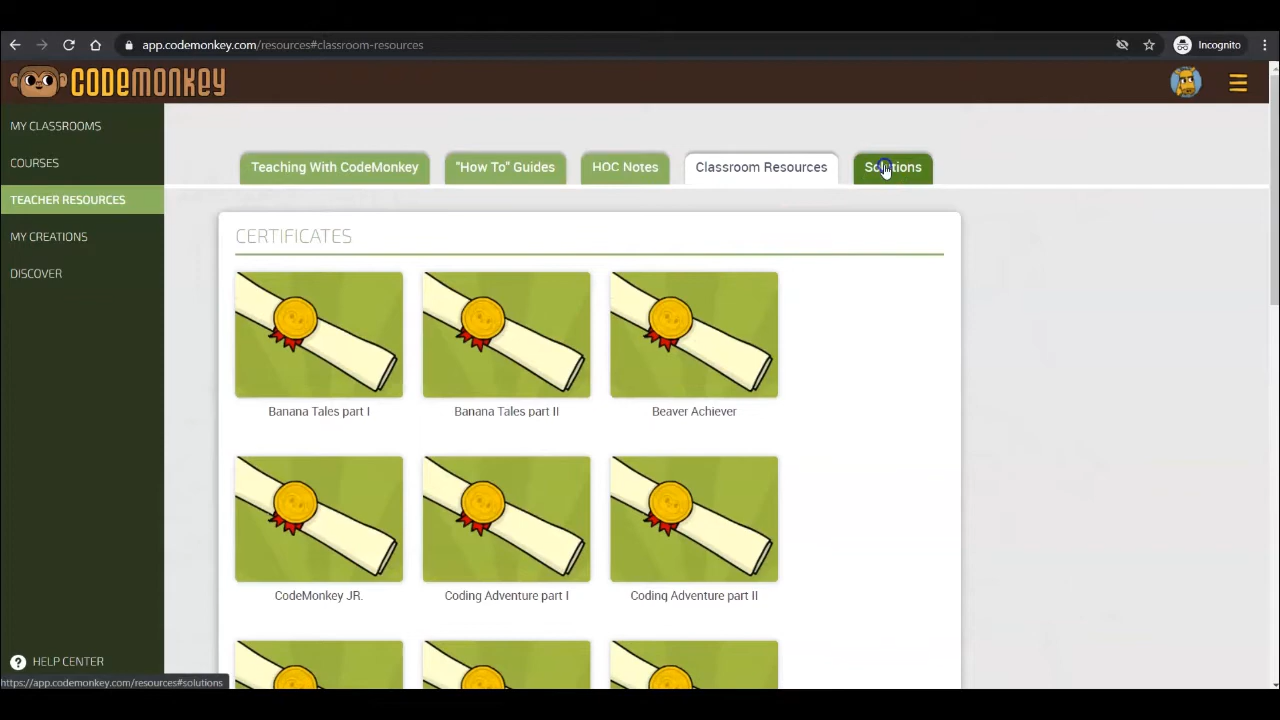 app.codemonkey.com/resources#classroom-resources
Incognito
CODEMONKEY
MY CLASSROOMS
COURSES
TEACHER RESOURCES
MY CREATIONS
DISCOVER
Teaching With CodeMonkey
"How To" Guides
HOC Notes
Classroom Resources
Solutions
CERTIFICATES
Banana Tales part I
Banana Tales part II
Beaver Achiever
CodeMonkey JR.
Coding Adventure part I
Coding Adventure part II
? HELP CENTER
https://app.codemonkey.com/resources#solutions